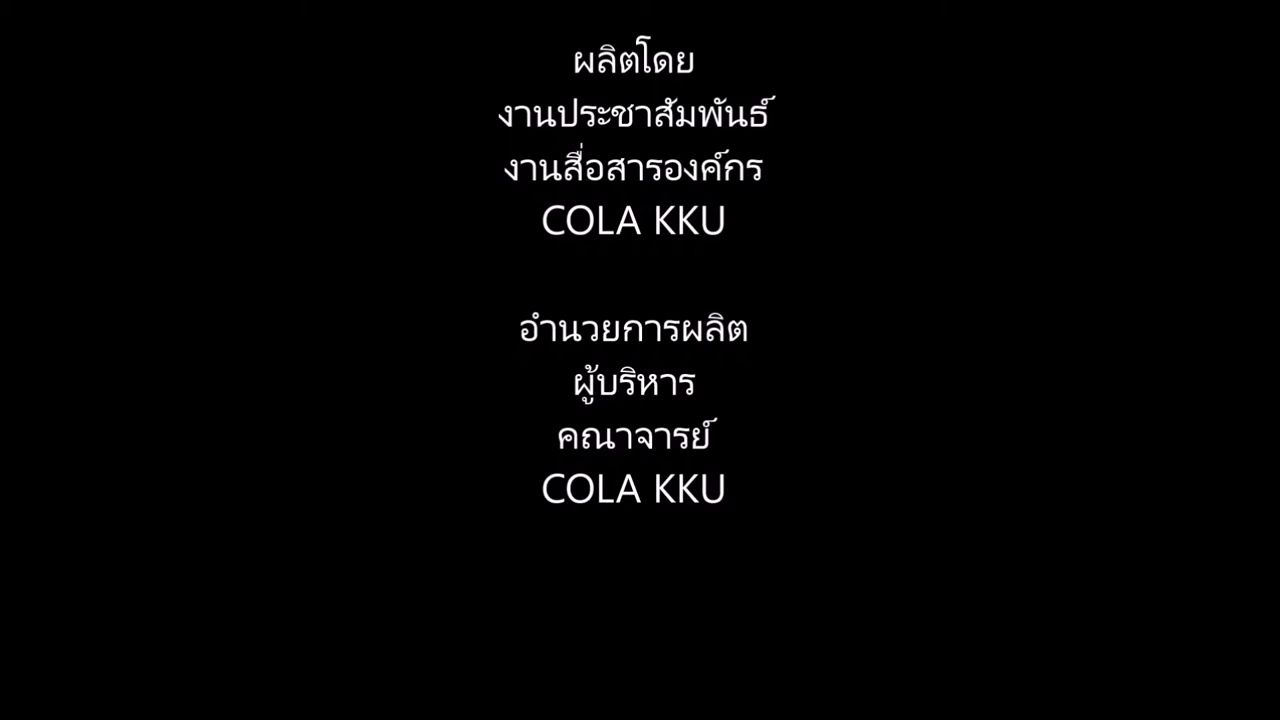 ผลิตโดย
งานประชาสัมพันธ์
งานสื่อสารองค์กร
COLA KKU
อำนวยการผลิต
ผู้บริหาร
คณาจารย์
COLA KKU